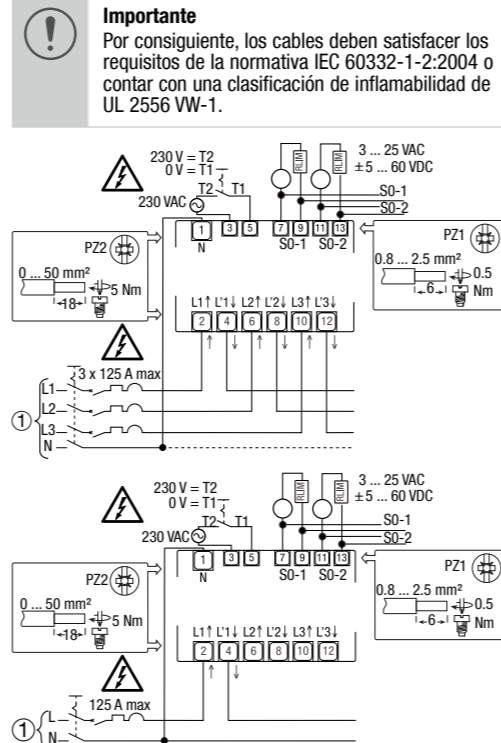 Importante
Por consiguiente, los cables deben satisfacer los
requisitos de la normativa IEC 60332-1-2:2004 o
contar con una clasificación de inflamabilidad de
UL 2556 VW-1.
230 V = T2
0 V = T1
T2 T1
230 VAC
RLIM RLIM
3 ... 25 VAC
± 5 ... 60 VDC
S0-1
S0-2
1 3 5 7 9 11 13
N S0-1 S0-2
PZ2
0 ... 50 mm²
5 Nm
18
PZ1
0.8 ... 2.5 mm²
0.5
Nm
6
L1↑ L'1↓ L2↑ L'2↓ L3↑ L'3↓
2 4 6 8 10 12
3 x 125 A max
1
L1
L2
L3
N
230 V = T2
0 V = T1
T2 T1
230 VAC
RLIM RLIM
3 ... 25 VAC
± 5 ... 60 VDC
S0-1
S0-2
1 3 5 7 9 11 13
N S0-1 S0-2
PZ2
0 ... 50 mm²
5 Nm
18
PZ1
0.8 ... 2.5 mm²
0.5
Nm
6
L1↑ L'1↓ L2↑ L'2↓ L3↑ L'3↓
2 4 6 8 10 12
125 A max
1
L
N